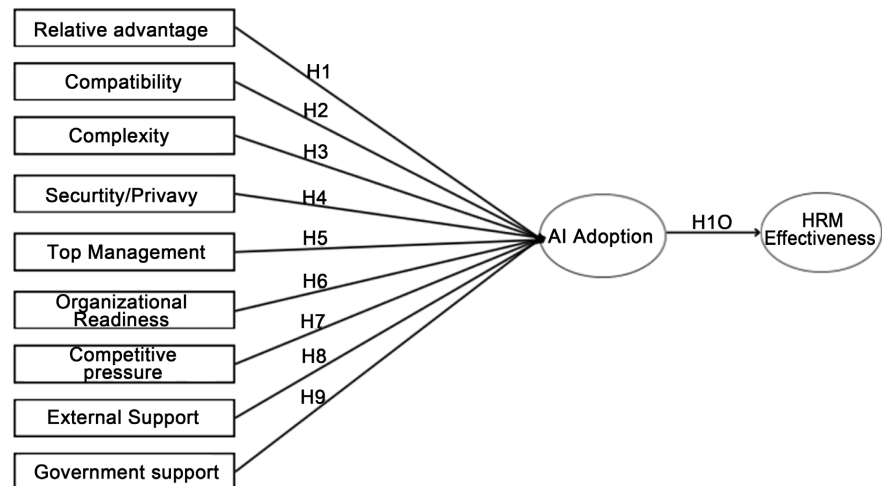 Relative advantage
H1
Compatibility
H2
Complexity
H3
Securtity/Privavy
H4
Top Management
H5
Organizational
Readiness
H6
Competitive
pressure
H7
External Support
H8
Government support
H9
AI Adoption
H1O
HRM
Effectiveness